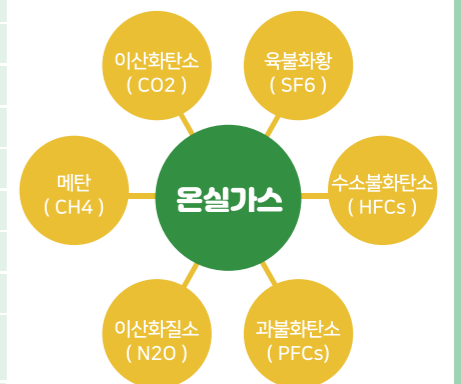 이산화탄소
( CO2 )
육불화황
( SF6 )
메탄
( CH4 )
온실가스
수소불화탄소
( HFCs )
이산화질소
( N2O )
과불화탄소
( PFCs)